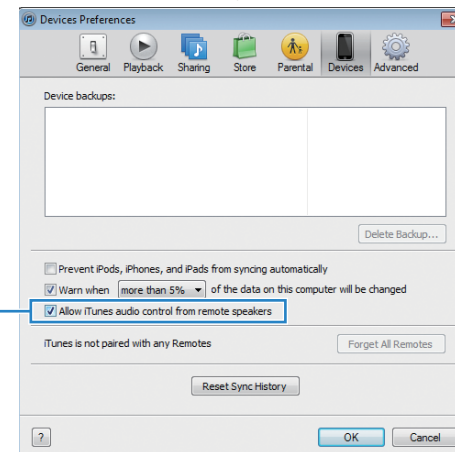 Devices Preferences
General Playback Sharing Store Parental Devices Advanced
Device backups:
Delete Backup...
Prevent iPods, iPhones, and iPads from syncing automatically
Warn when more than 5% of the data on this computer will be changed
Allow iTunes audio control from remote speakers
iTunes is not paired with any Remotes Forget All Remotes
Reset Sync History
? OK Cancel